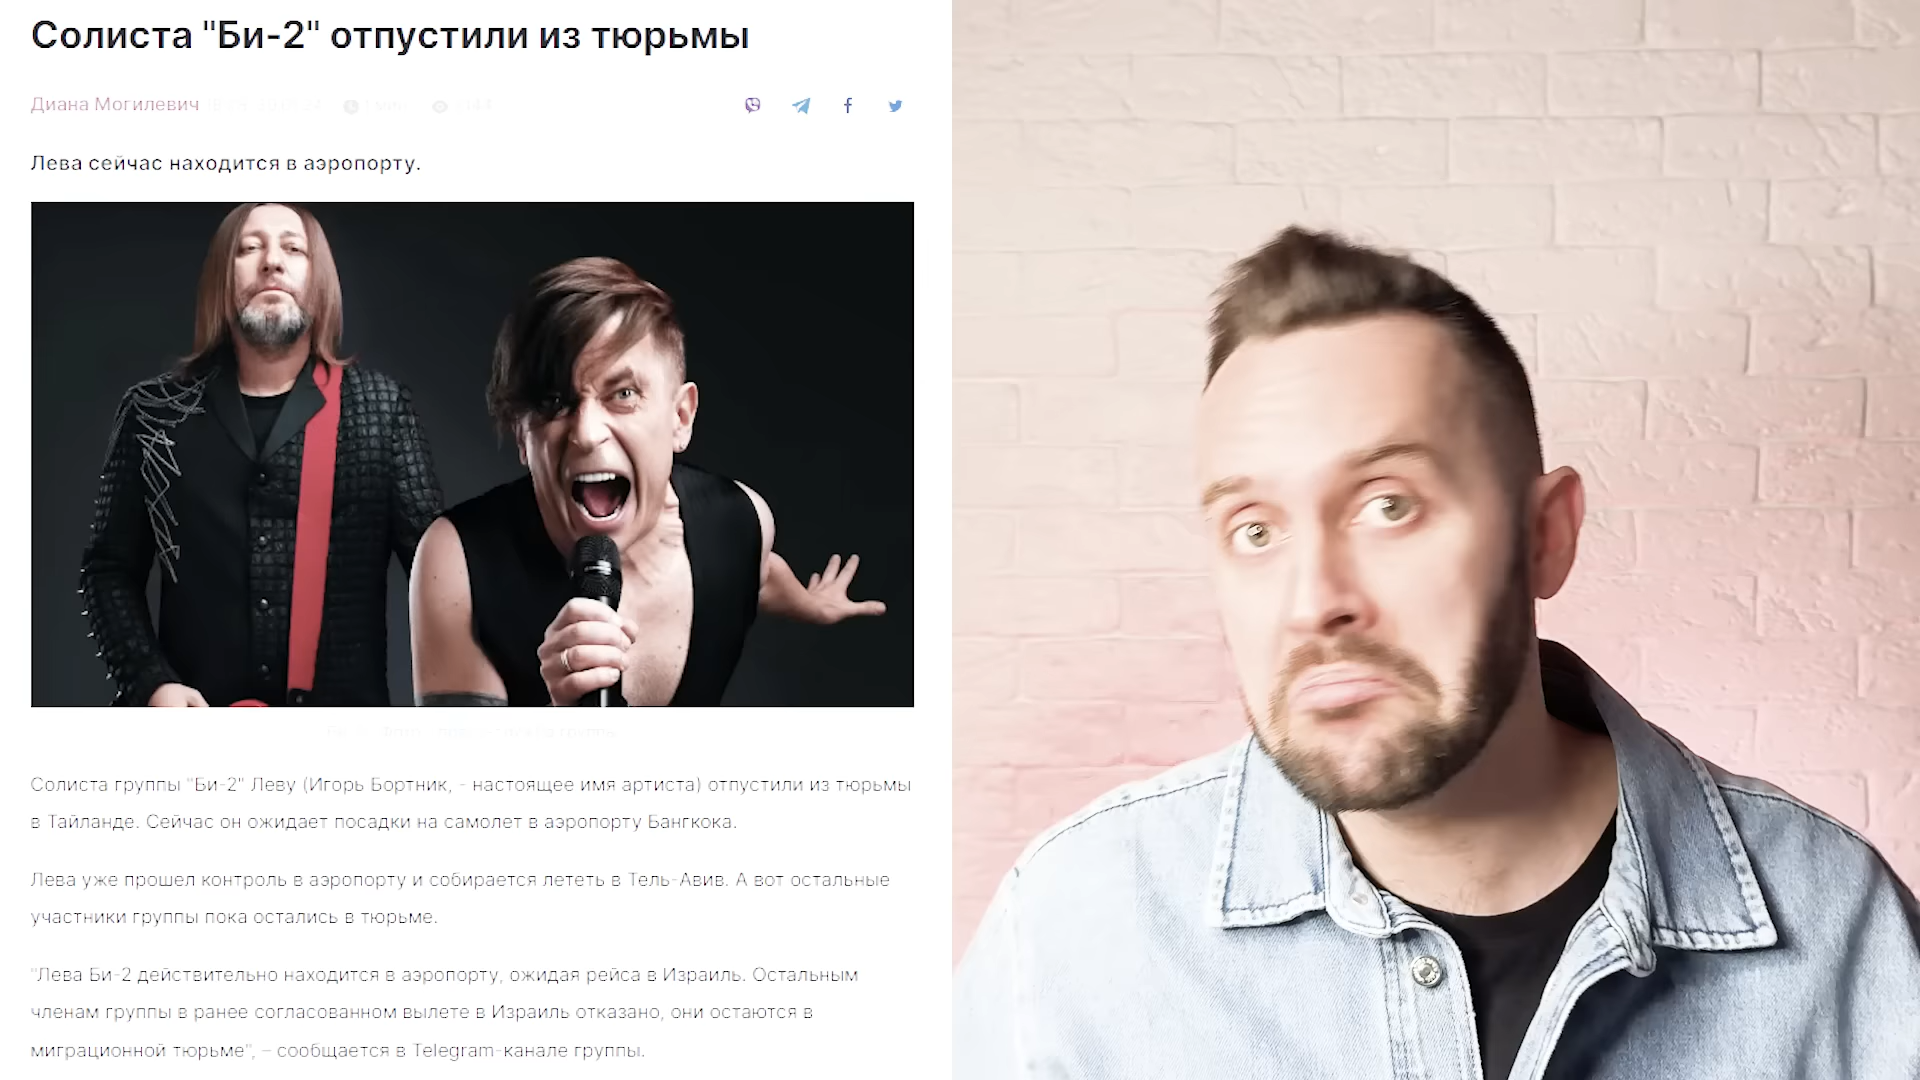 Солиста "Би-2" отпустили из тюрьмы
Диана Могилевич
Лева сейчас находится в аэропорту.
Солиста группы "Би-2" Леву (Игорь Бортник, - настоящее имя артиста) отпустили из тюрьмы
в Тайланде. Сейчас он ожидает посадки на самолет в аэропорту Бангкока.
Лева уже прошел контроль в аэропорту и собирается лететь в Тель-Авив. А вот остальные
участники группы пока остались в тюрьме.
"Лева Би-2 действительно находится в аэропорту, ожидая рейса в Израиль. Остальным
членам группы в ранее согласованном вылете в Израиль отказано, они остаются в
миграционной тюрьме", – сообщается в Telegram-канале группы.